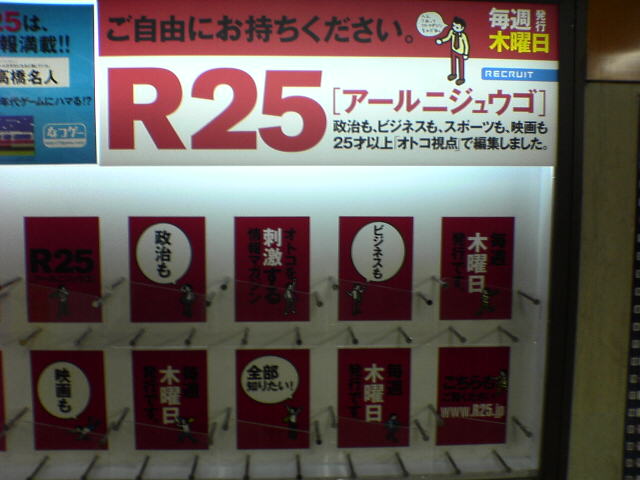 25は、
報満載!!
高橋名人
年代ゲームにハマる!?
なつゲー
ご自由にお持ちください。
毎週
木曜日
発行
RECRUIT
R25
[アールニジュウゴ]
政治も、ビジネスも、スポーツも、映画も
25才以上「オトコ視点」で編集しました。
R25
政治も
オトコを
刺激する
情報マガジン
ビジネスも
毎週
木曜日
発行です。
映画も
毎週
木曜日
発行です。
全部
知りたい!
毎週
木曜日
発行です。
こちらも
www.R25.jp